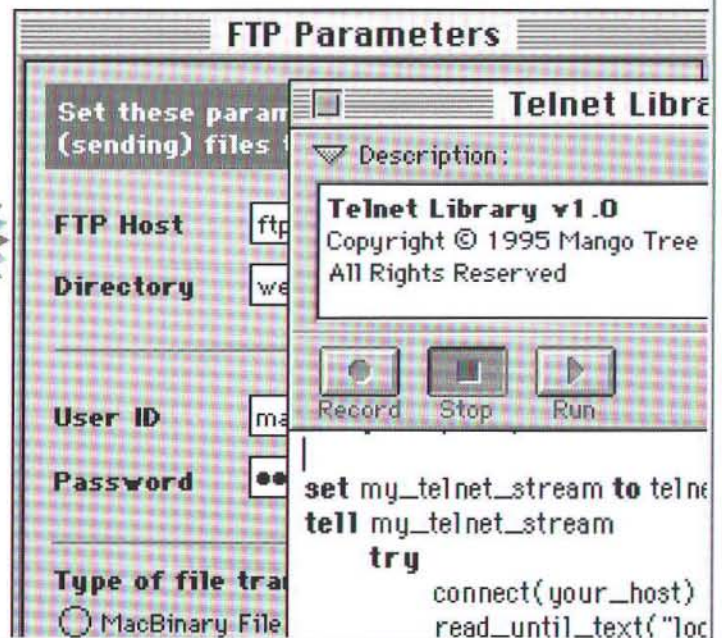 FTP Parameters
Set these param
(sending) files t
FTP Host
ftp
Directory
we
User ID
ma
Password
••
Type of file tra
MacBinary File
Telnet Libra
Description:
Telnet Library v1.0
Copyright © 1995 Mango Tree
All Rights Reserved
Record Stop Run
set my_telnet_stream to telne
tell my_telnet_stream
try
connect(your_host)
read_until_text("log